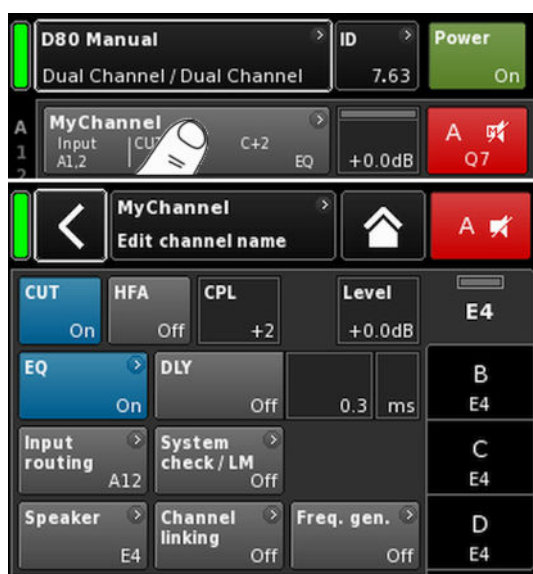 D80 Manual
Dual Channel / Dual Channel
ID
7.63
Power
On
A
1
2
MyChannel
Input
A1,2
CU
C+2
EQ
+0.0dB
A
Q7
MyChannel
Edit channel name
A
CUT
On
HFA
Off
CPL
+2
Level
+0.0dB
E4
EQ
On
DLY
Off
0.3
ms
B
E4
Input
routing
A12
System
check / LM
Off
C
E4
Speaker
E4
Channel
linking
Off
Freq. gen.
Off
D
E4